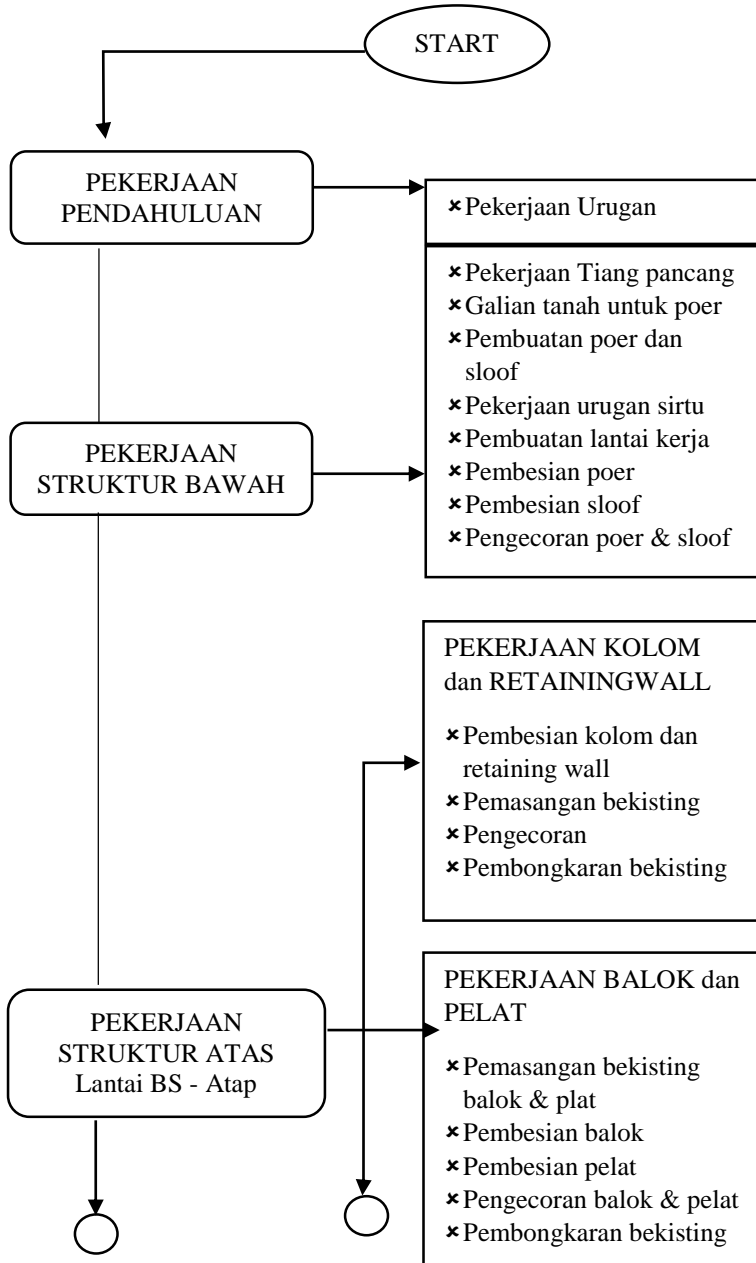 START
PEKERJAAN
PENDAHULUAN
×Pekerjaan Urugan
×Pekerjaan Tiang pancang
×Galian tanah untuk poer
×Pembuatan poer dan
sloof
×Pekerjaan urugan sirtu
×Pembuatan lantai kerja
×Pembesian poer
×Pembesian sloof
×Pengecoran poer & sloof
PEKERJAAN
STRUKTUR BAWAH
PEKERJAAN KOLOM
dan RETAININGWALL
×Pembesian kolom dan
retaining wall
×Pemasangan bekisting
×Pengecoran
×Pembongkaran bekisting
PEKERJAAN
STRUKTUR ATAS
Lantai BS - Atap
PEKERJAAN BALOK dan
PELAT
×Pemasangan bekisting
balok & plat
×Pembesian balok
×Pembesian pelat
×Pengecoran balok & pelat
×Pembongkaran bekisting